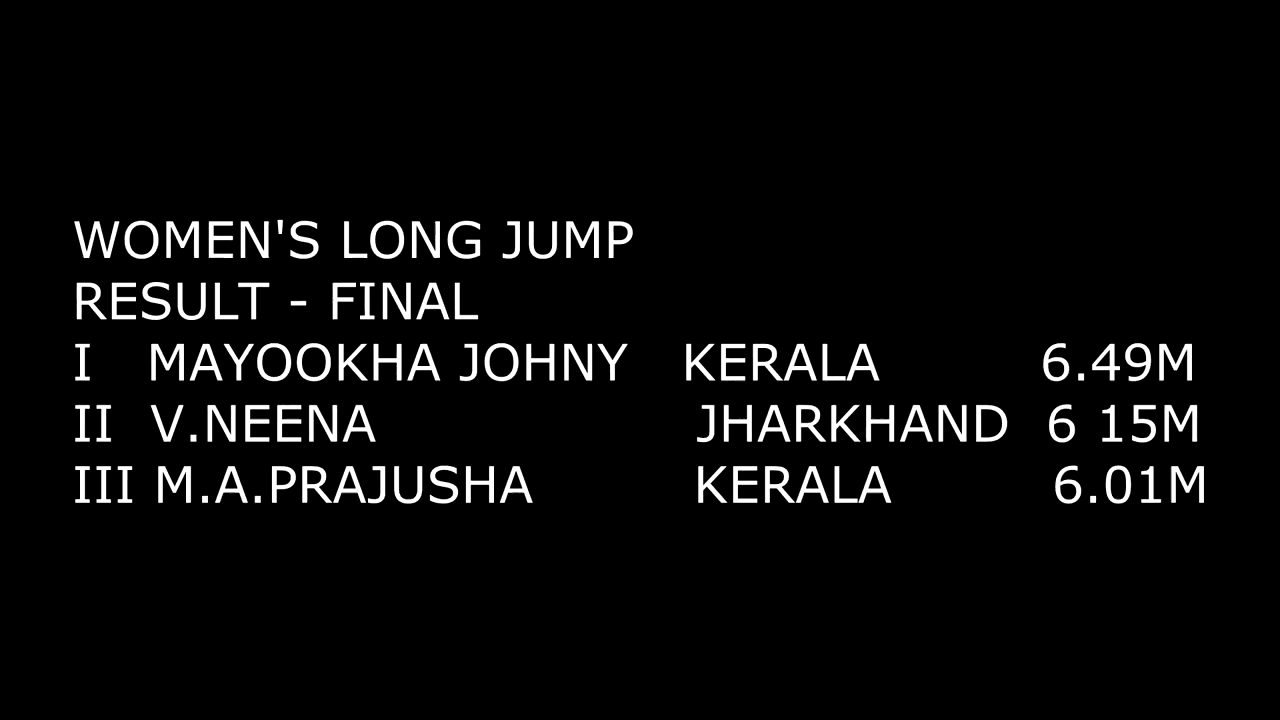 WOMEN'S LONG JUMP
RESULT - FINAL
I MAYOOKHA JOHNY KERALA 6.49M
II V.NEENA JHARKHAND 6 15M
III M.A.PRAJUSHA KERALA 6.01M